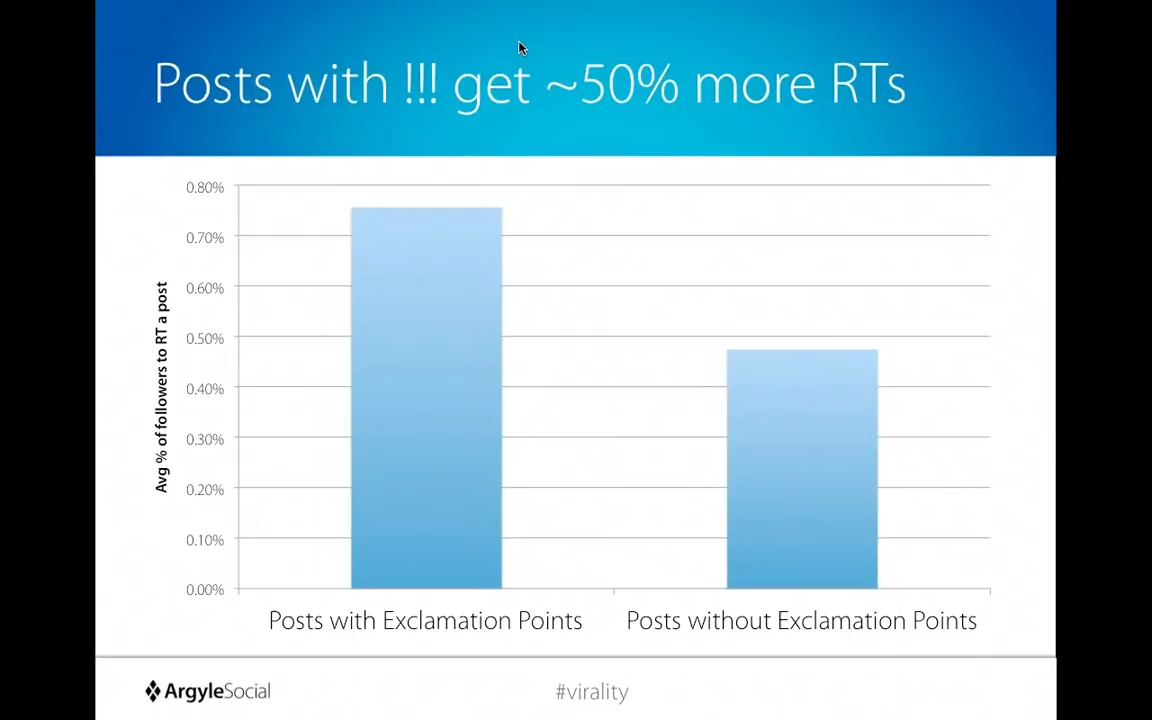 Posts with !!! get ~50% more RTs
0.80%
0.70%
0.60%
0.50%
0.40%
0.30%
0.20%
0.10%
0.00%
Avg % of followers to RT a post
Posts with Exclamation Points
Posts without Exclamation Points
ArgyleSocial
#virality